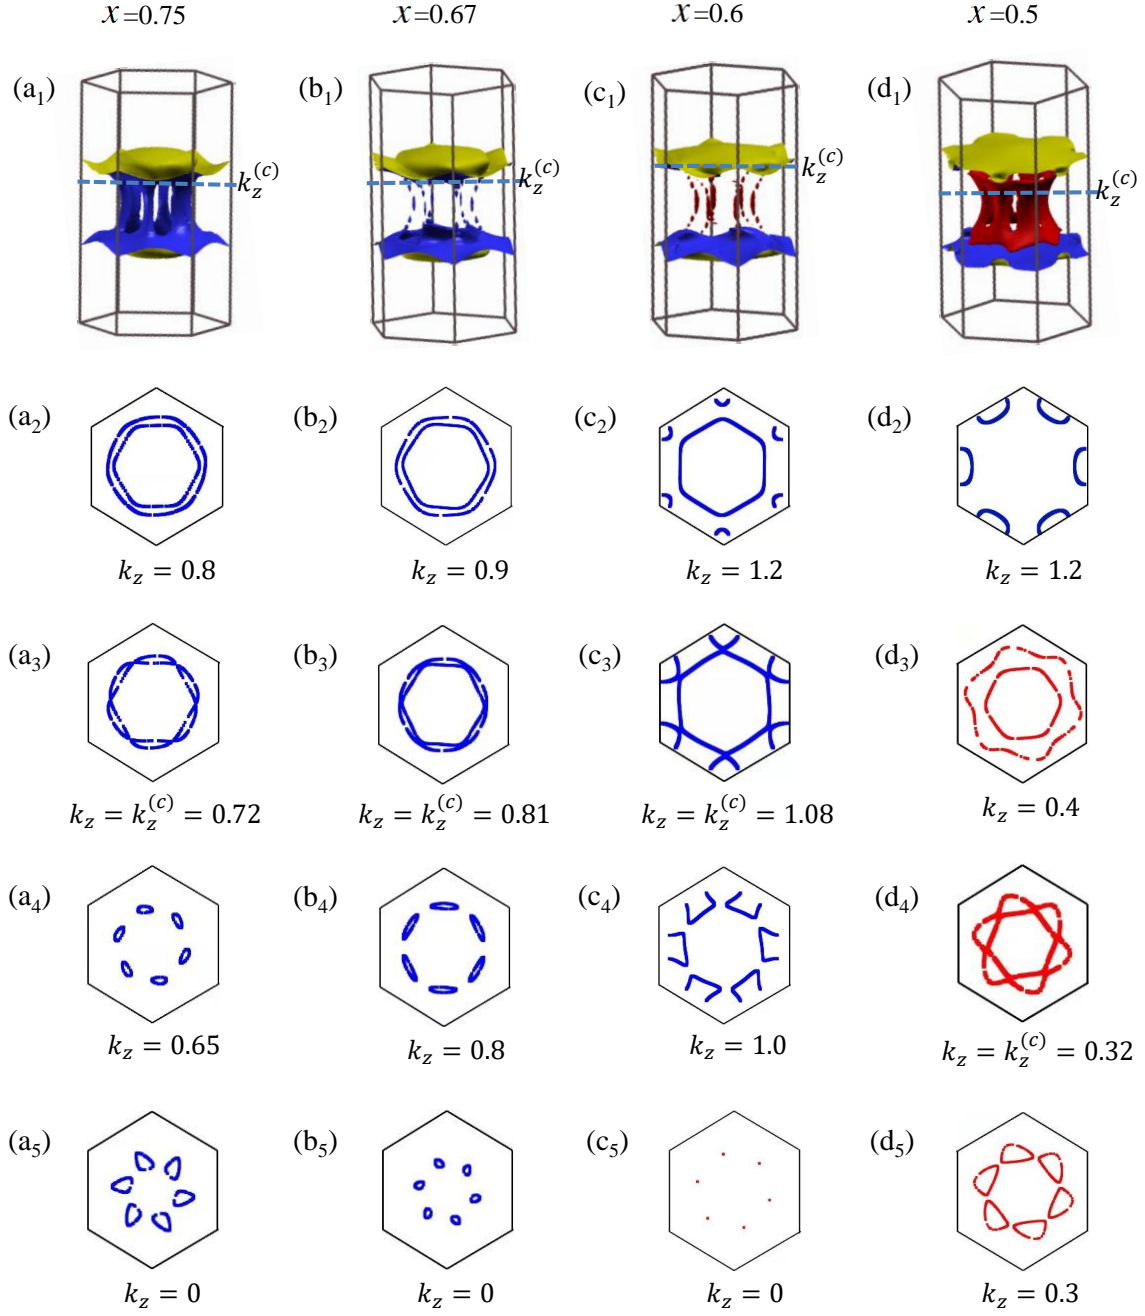 x=0.75 x=0.67 x=0.6 x=0.5
(a₁) (b₁) (c₁) (d₁)
k_z^(c) k_z^(c) k_z^(c) k_z^(c)
(a₂) (b₂) (c₂) (d₂)
k_z = 0.8 k_z = 0.9 k_z = 1.2 k_z = 1.2
(a₃) (b₃) (c₃) (d₃)
k_z = k_z^(c) = 0.72 k_z = k_z^(c) = 0.81 k_z = k_z^(c) = 1.08 k_z = 0.4
(a₄) (b₄) (c₄) (d₄)
k_z = 0.65 k_z = 0.8 k_z = 1.0 k_z = k_z^(c) = 0.32
(a₅) (b₅) (c₅) (d₅)
k_z = 0 k_z = 0 k_z = 0 k_z = 0.3